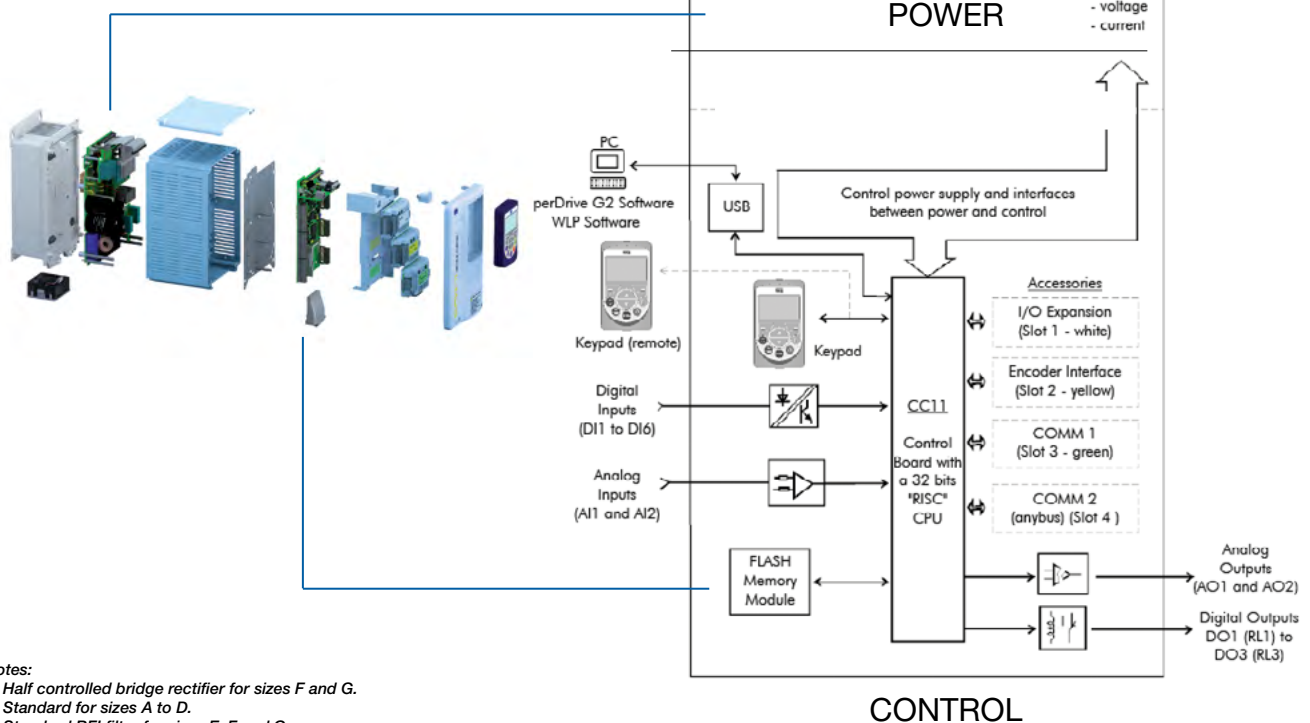 POWER
- voltage
- current
PC
perDrive G2 Software
WLP Software
USB
Control power supply and interfaces
between power and control
Keypad (remote)
Keypad
Accessories
I/O Expansion
(Slot 1 - white)
Encoder Interface
(Slot 2 - yellow)
COMM 1
(Slot 3 - green)
COMM 2
(anybus) (Slot 4 )
Digital
Inputs
(DI1 to DI6)
Analog
Inputs
(AI1 and AI2)
CC11
Control
Board with
a 32 bits
"RISC"
CPU
FLASH
Memory
Module
Analog
Outputs
(AO1 and AO2)
Digital Outputs
DO1 (RL1) to
DO3 (RL3)
CONTROL
otes:
Half controlled bridge rectifier for sizes F and G.
Standard for sizes A to D.